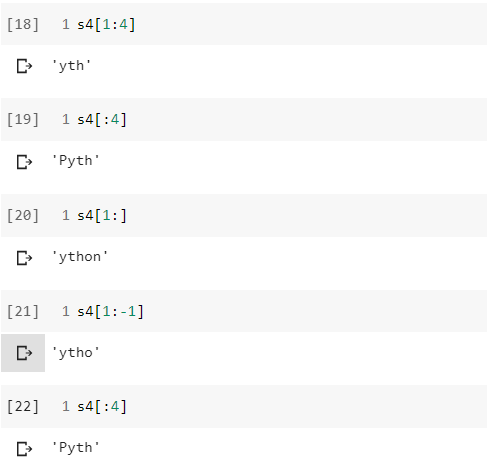 [18] 1 s4[1:4]
'yth'
[19] 1 s4[:4]
'Pyth'
[20] 1 s4[1:]
'ython'
[21] 1 s4[1:-1]
'ytho'
[22] 1 s4[:4]
'Pyth'